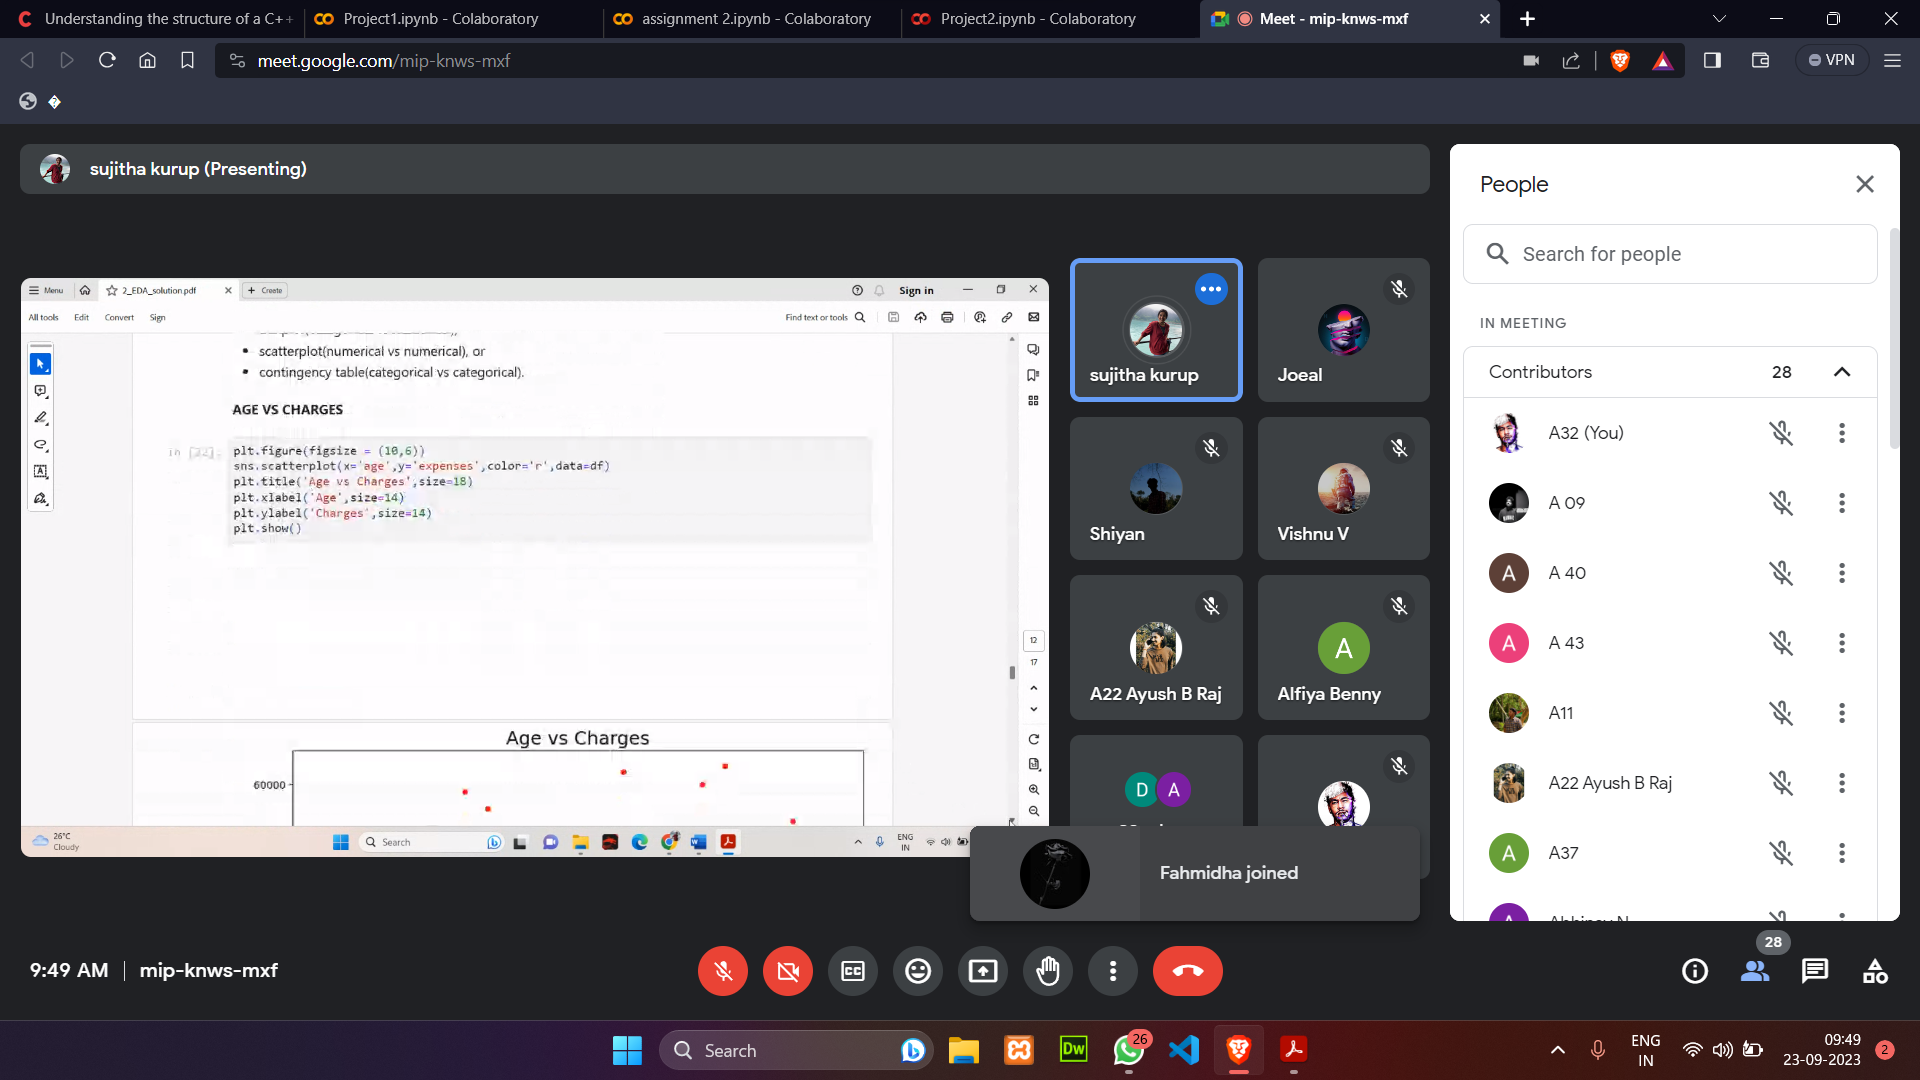 Understanding the structure of a C++
Project1.ipynb - Colaboratory
assignment 2.ipynb - Colaboratory
Project2.ipynb - Colaboratory
Meet - mip-knws-mxf
meet.google.com/mip-knws-mxf
VPN
sujitha kurup (Presenting)
Menu
2_EDA_solution.pdf
Create
Sign in
All tools
Edit
Convert
Sign
Find text or tools
scatterplot(numerical vs numerical), or
contingency table(categorical vs categorical).
AGE VS CHARGES
plt.figure(figsize = (10,6))
sns.scatterplot(x='age',y='expenses',color='r',data=df)
plt.title('Age vs Charges',size=18)
plt.xlabel('Age',size=14)
plt.ylabel('Charges',size=14)
plt.show()
12
17
Age vs Charges
60000
26°C
Cloudy
Search
ENG
IN
sujitha kurup
Joeal
Shiyan
Vishnu V
A22 Ayush B Raj
A
Alfiya Benny
D
A
Fahmidha joined
People
Search for people
IN MEETING
Contributors
28
A32 (You)
A 09
A
A 40
A
A 43
A11
A22 Ayush B Raj
A
A37
9:49 AM
mip-knws-mxf
CC
28
Search
Dw
26
ENG
IN
09:49
23-09-2023
2